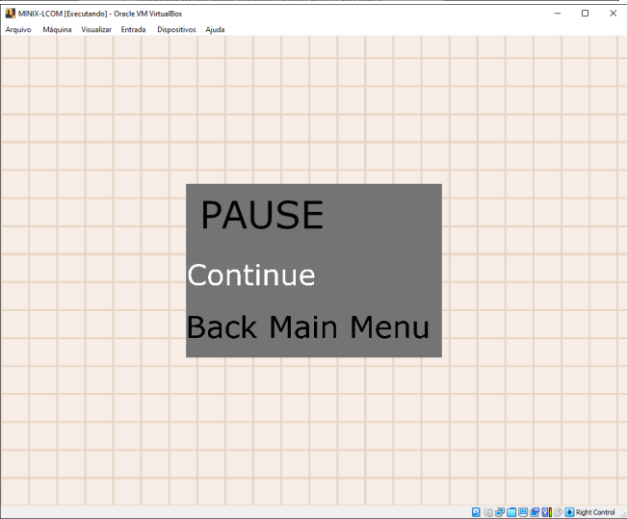 MINIX-LCOM [Executando] - Oracle VM VirtualBox
Arquivo Máquina Visualizar Entrada Dispositivos Ajuda
PAUSE
Continue
Back Main Menu
Right Control